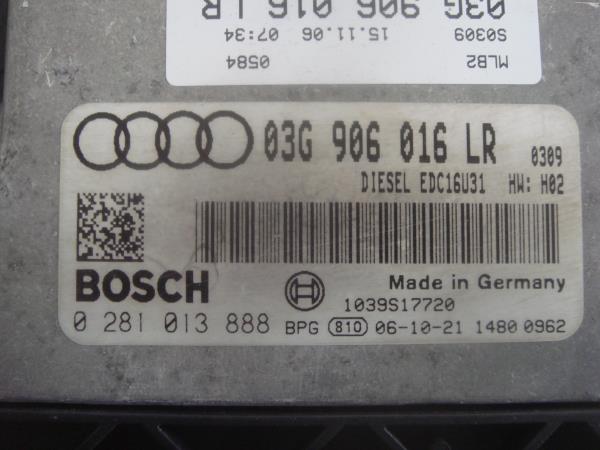 03G 906 016 LR
S0309 15.11.06 07:34
MLB2 0584
03G 906 016 LR 0309
DIESEL EDC16U31 HW: H02
BOSCH
Made in Germany
1039S17720
0 281 013 888 BPG 810 06-10-21 1480 0962